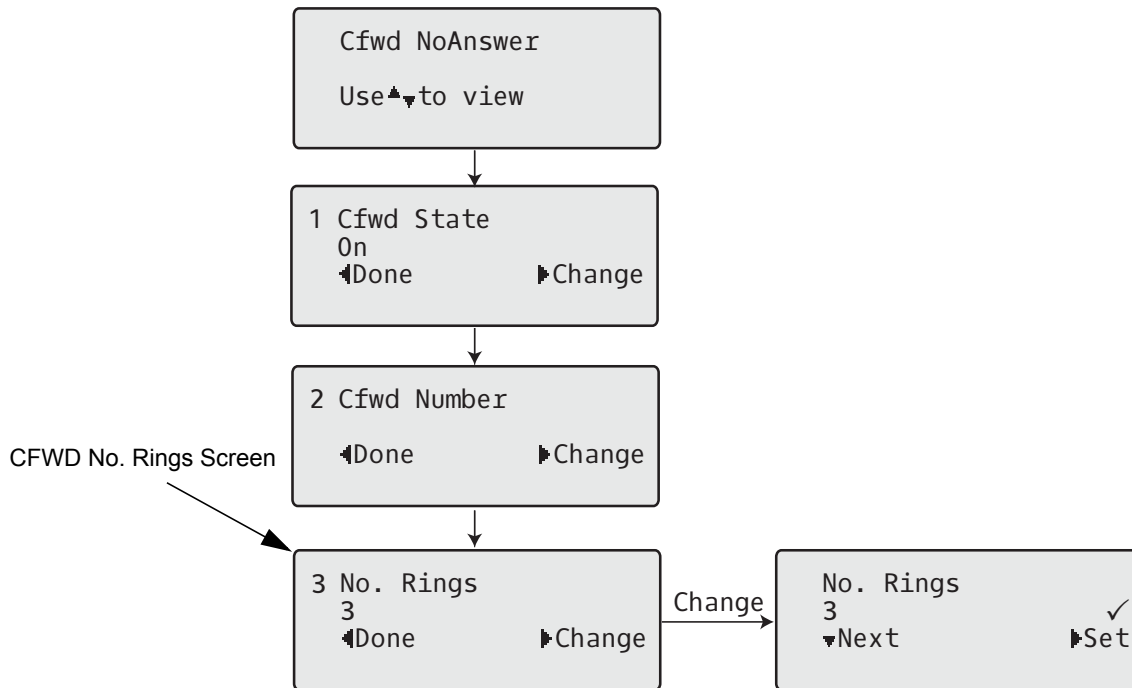 Cfwd NoAnswer
Use▲▼to view
1 Cfwd State
On
◀Done ▶Change
2 Cfwd Number
◀Done ▶Change
CFWD No. Rings Screen
3 No. Rings
3
◀Done ▶Change
Change
No. Rings
3 ✓
▼Next ▶Set